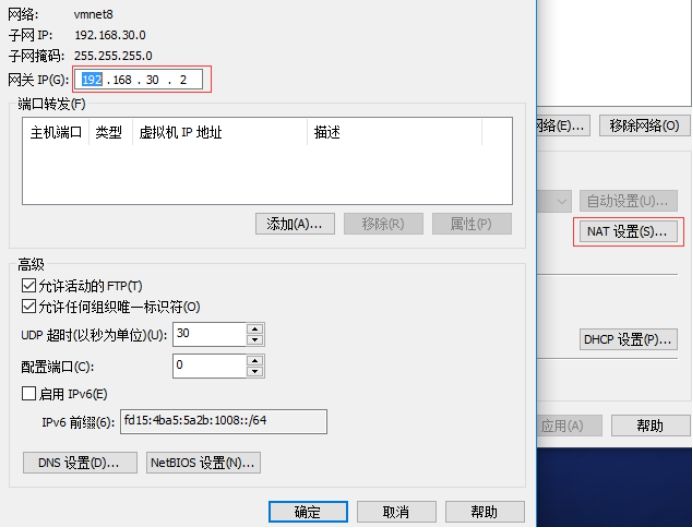 网络: vmnet8
子网 IP: 192.168.30.0
子网掩码: 255.255.255.0
网关 IP(G): 192 . 168 . 30 . 2
端口转发(F)
主机端口 类型 虚拟机 IP 地址 描述
添加(A)... 移除(R) 属性(P)
高级
允许活动的 FTP(T)
允许任何组织唯一标识符(O)
UDP 超时(以秒为单位)(U): 30
配置端口(C): 0
启用 IPv6(E)
IPv6 前缀(6): fd15:4ba5:5a2b:1008::/64
DNS 设置(D)... NetBIOS 设置(N)...
确定 取消 帮助
网络(E)... 移除网络(O)
自动设置(U)...
NAT 设置(S)...
DHCP 设置(P)...
应用(A) 帮助